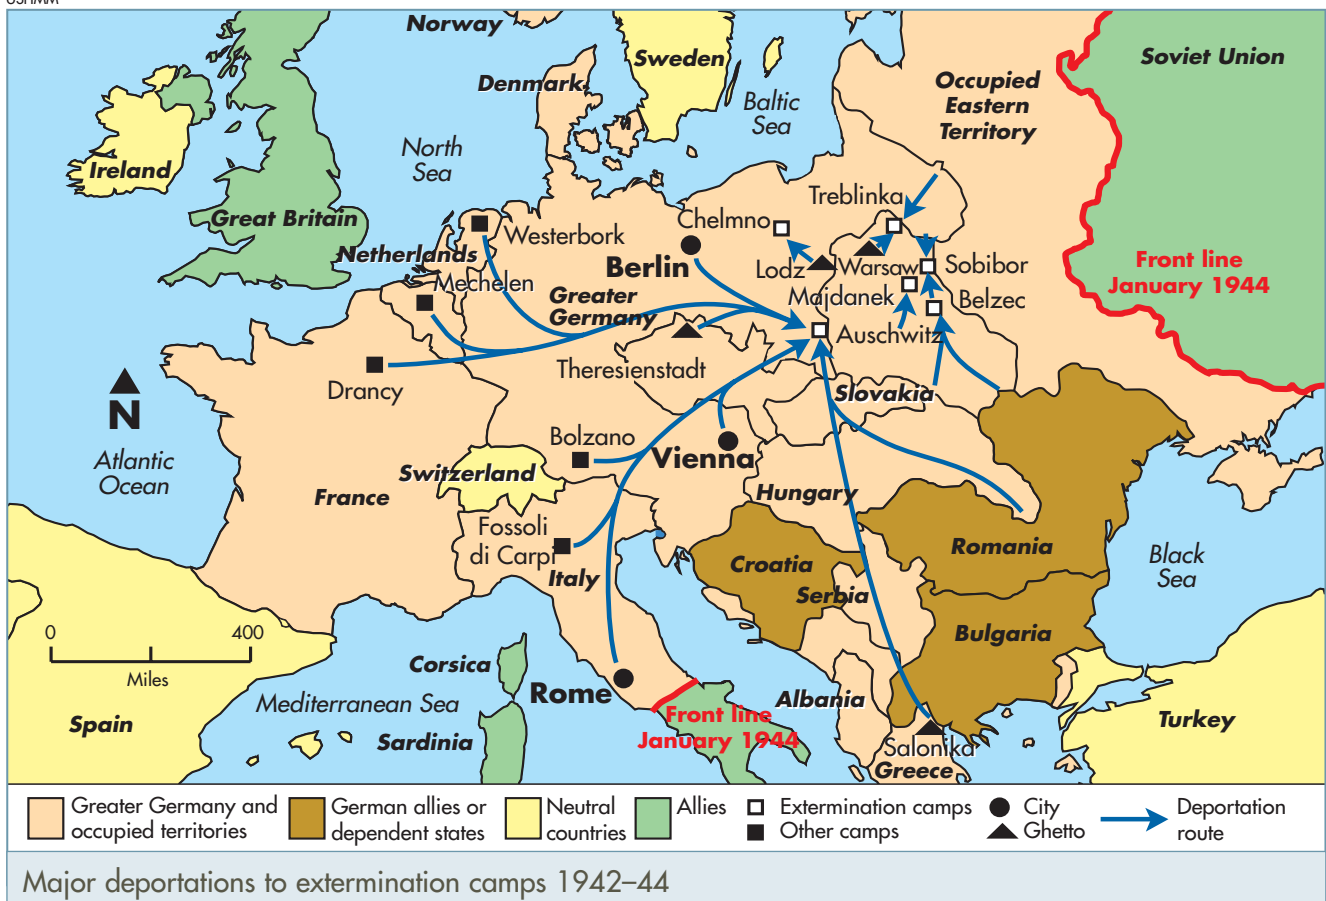 USHMM
Norway
Sweden
Soviet Union
Denmark
Occupied
Eastern
Territory
Baltic
Sea
North
Sea
Ireland
Great Britain
Treblinka
Chelmno
Westerbork
Netherlands
Berlin
Lodz
Warsaw
Sobibor
Front line
January 1944
Mechelen
Greater
Germany
Majdanek
Belzec
Auschwitz
Theresienstadt
Drancy
Slovakia
N
Bolzano
Vienna
Atlantic
Ocean
Switzerland
France
Hungary
Fossoli
di Carpi
Italy
Croatia
Romania
Black
Sea
Serbia
Bulgaria
0
400
Miles
Corsica
Rome
Mediterranean Sea
Albania
Front line
January 1944
Spain
Sardinia
Turkey
Salonika
Greece
Greater Germany and
occupied territories
German allies or
dependent states
Neutral
countries
Allies
Extermination camps
Other camps
City
Ghetto
Deportation
route
Major deportations to extermination camps 1942–44